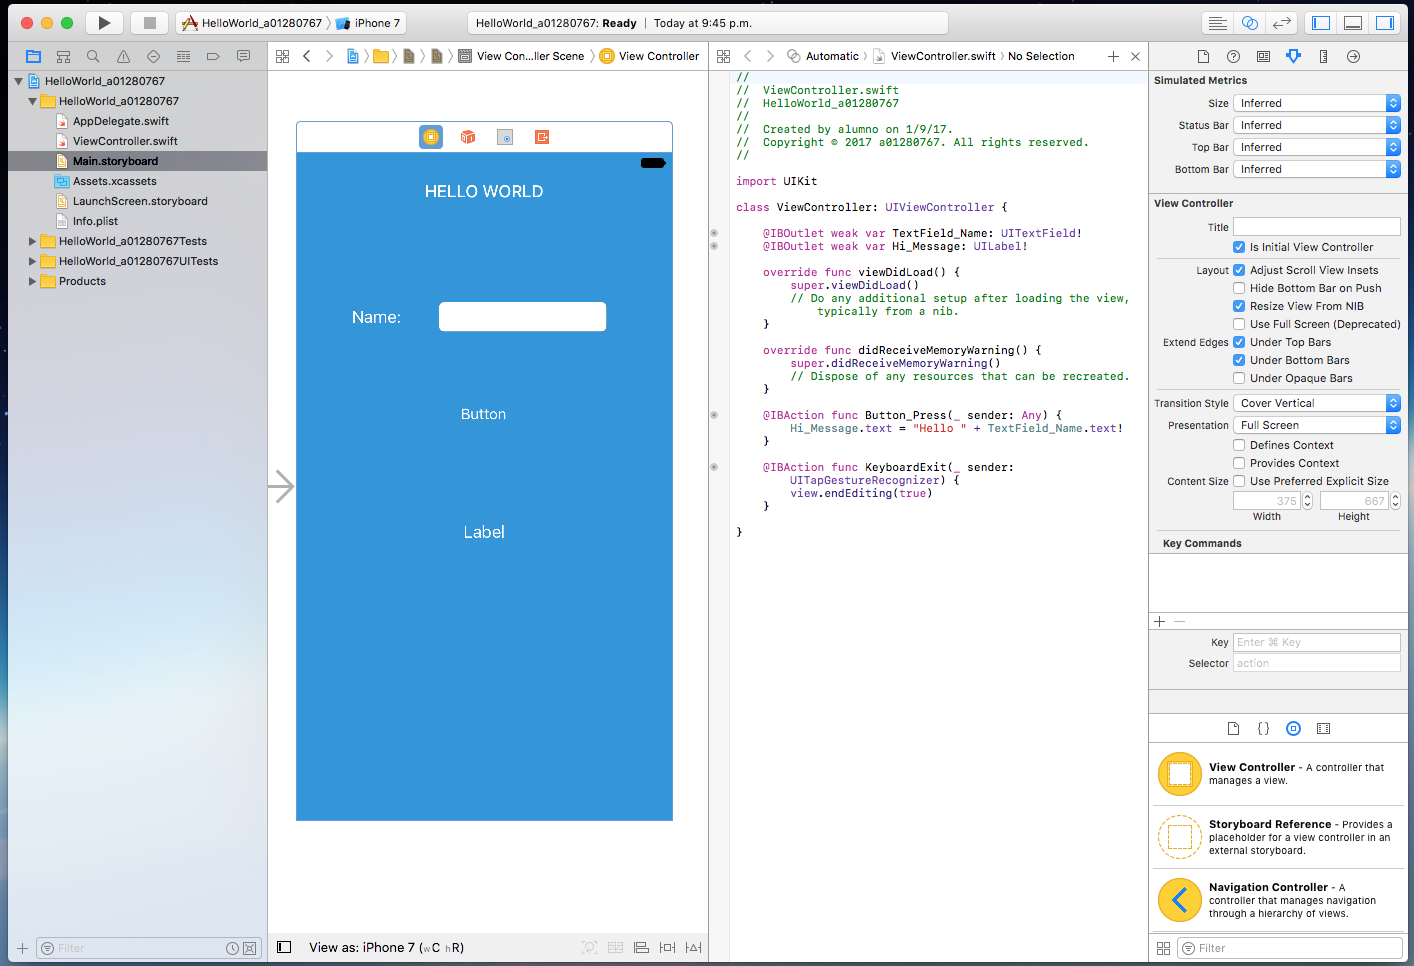 HelloWorld_a01280767 iPhone 7
HelloWorld_a01280767: Ready | Today at 9:45 p.m.
HelloWorld_a01280767
HelloWorld_a01280767
AppDelegate.swift
ViewController.swift
Main.storyboard
Assets.xcassets
LaunchScreen.storyboard
Info.plist
HelloWorld_a01280767Tests
HelloWorld_a01280767UITests
Products
Filter
View Con...ller Scene View Controller
HELLO WORLD
Name:
Button
Label
View as: iPhone 7 (wC hR)
Automatic ViewController.swift No Selection
//
// ViewController.swift
// HelloWorld_a01280767
//
// Created by alumno on 1/9/17.
// Copyright © 2017 a01280767. All rights reserved.
//
import UIKit
class ViewController: UIViewController {
@IBOutlet weak var TextField_Name: UITextField!
@IBOutlet weak var Hi_Message: UILabel!
override func viewDidLoad() {
super.viewDidLoad()
// Do any additional setup after loading the view,
typically from a nib.
}
override func didReceiveMemoryWarning() {
super.didReceiveMemoryWarning()
// Dispose of any resources that can be recreated.
}
@IBAction func Button_Press(_ sender: Any) {
Hi_Message.text = "Hello " + TextField_Name.text!
}
@IBAction func KeyboardExit(_ sender:
UITapGestureRecognizer) {
view.endEditing(true)
}
}
Simulated Metrics
Size Inferred
Status Bar Inferred
Top Bar Inferred
Bottom Bar Inferred
View Controller
Title
Is Initial View Controller
Layout Adjust Scroll View Insets
Hide Bottom Bar on Push
Resize View From NIB
Use Full Screen (Deprecated)
Extend Edges Under Top Bars
Under Bottom Bars
Under Opaque Bars
Transition Style Cover Vertical
Presentation Full Screen
Defines Context
Provides Context
Content Size Use Preferred Explicit Size
375 667
Width Height
Key Commands
Key Enter ⌘ Key
Selector action
View Controller - A controller that
manages a view.
Storyboard Reference - Provides a
placeholder for a view controller in an
external storyboard.
Navigation Controller - A
controller that manages navigation
through a hierarchy of views.
Filter